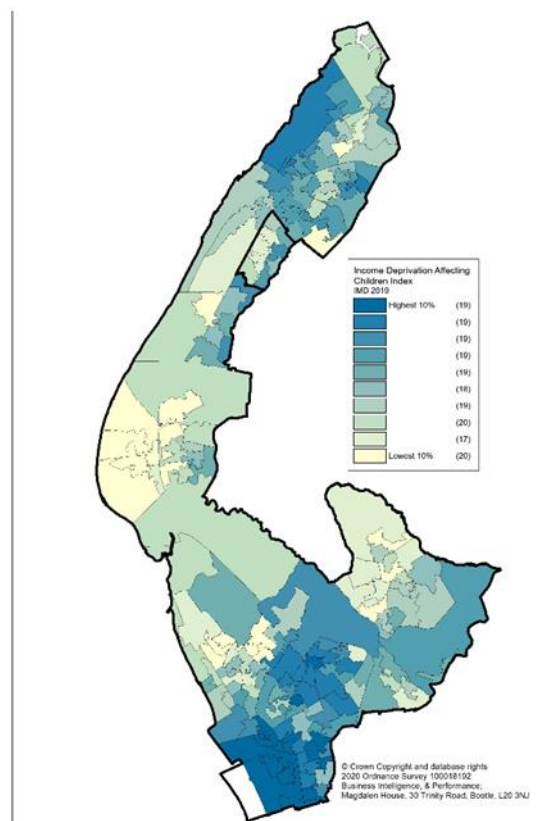 Income Deprivation Affecting
Children Index
IMD 2019
Highest 10% (19)
(19)
(19)
(19)
(19)
(18)
(19)
(20)
(17)
Lowest 10% (20)
© Crown Copyright and database rights
2020 Ordnance Survey 100018192
Business Intelligence, & Performance;
Magdalen House, 30 Trinity Road, Bootle, L20 3NJ